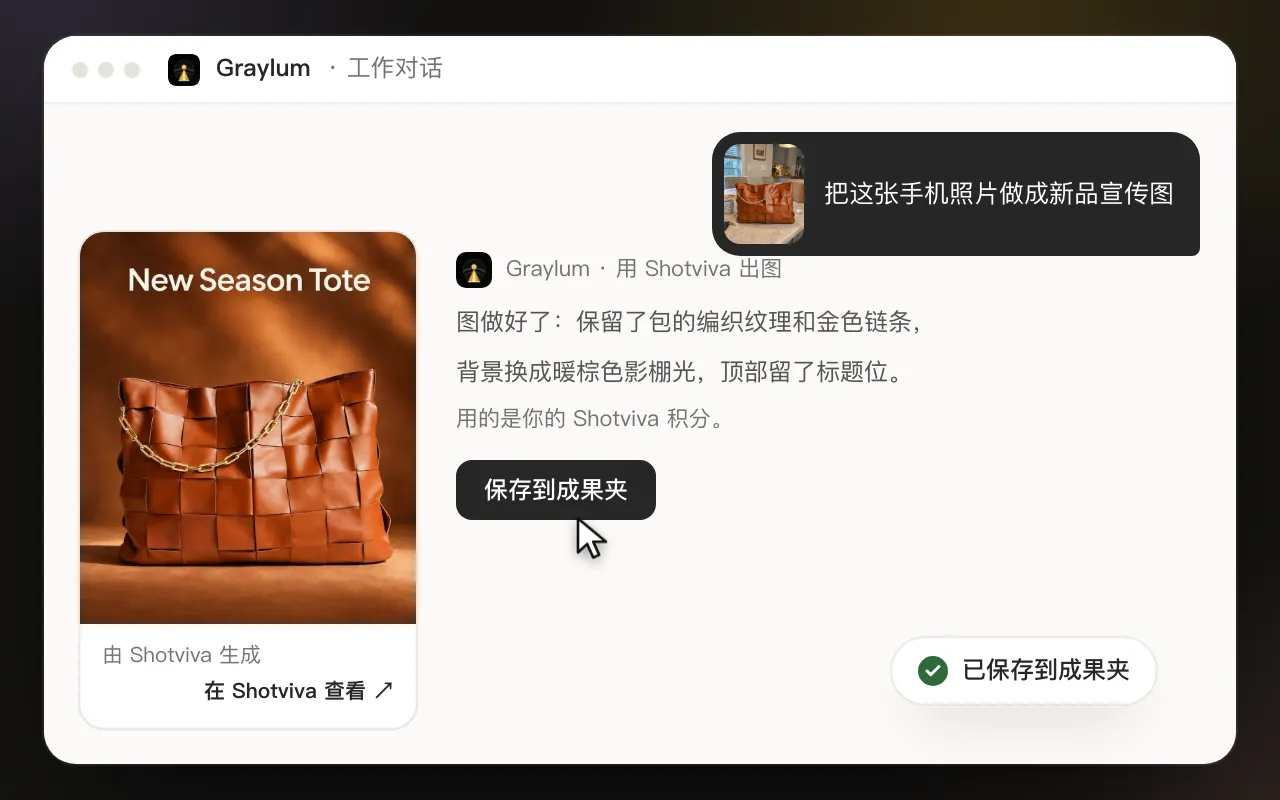 Graylum · 工作对话
把这张手机照片做成新品宣传图
New Season Tote
Graylum · 用 Shotviva 出图
图做好了：保留了包的编织纹理和金色链条，
背景换成暖棕色影棚光，顶部留了标题位。
用的是你的 Shotviva 积分。
保存到成果夹
由 Shotviva 生成
在 Shotviva 查看 ↗
已保存到成果夹